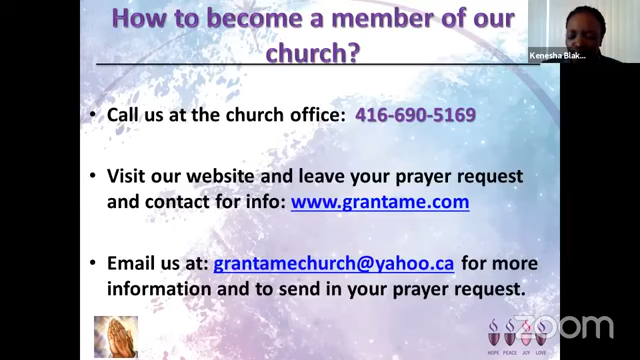 How to become a member of our
church?
Kenesha Blak...
• Call us at the church office: 416-690-5169
• Visit our website and leave your prayer request
and contact for info: www.grantame.com
• Email us at: grantamechurch@yahoo.ca for more
information and to send in your prayer request.
zoom
HOPE PEACE JOY LOVE